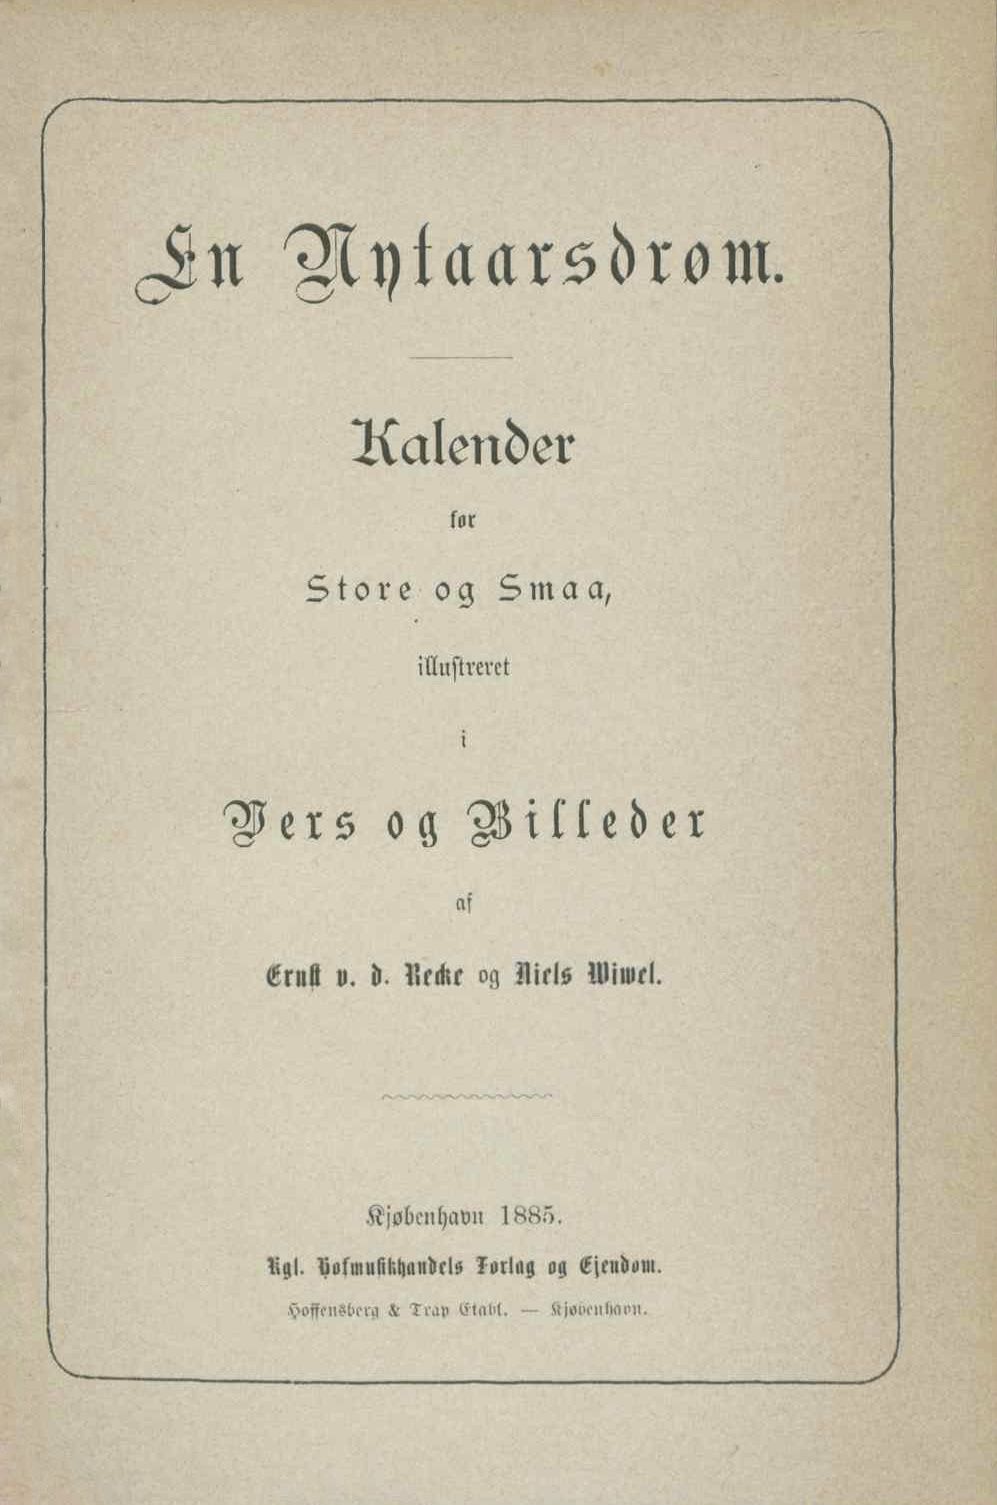 En Nytaarsdrøm.
Kalender
for
Store og Smaa,
illustreret
i
Vers og Billeder
af
Ernst v. d. Recke og Niels Wiwel.
Kjøbenhavn 1885.
Kgl. Hofmusikhandels Forlag og Ejendom.
Hoffensberg & Trap Etabl. — Kjøbenhavn.